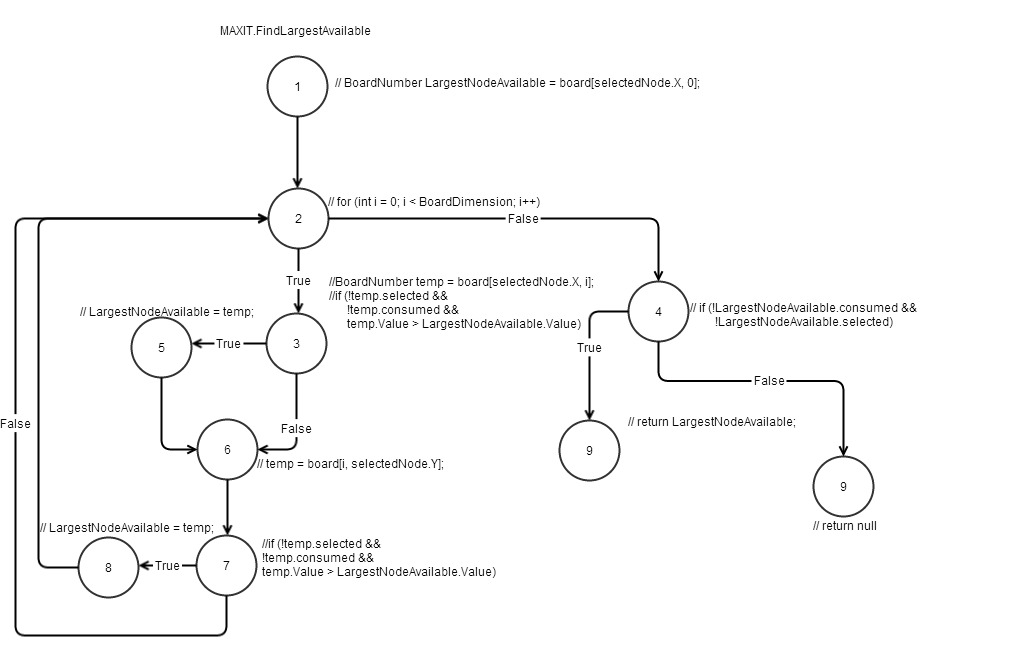 MAXIT.FindLargestAvailable
1
// BoardNumber LargestNodeAvailable = board[selectedNode.X, 0];
// for (int i = 0; i < BoardDimension; i++)
2
False
True
//BoardNumber temp = board[selectedNode.X, i];
//if (!temp.selected &&
!temp.consumed &&
temp.Value > LargestNodeAvailable.Value)
// LargestNodeAvailable = temp;
5
True
3
4
// if (!LargestNodeAvailable.consumed &&
!LargestNodeAvailable.selected)
True
False
False
False
6
// temp = board[i, selectedNode.Y];
9
// return LargestNodeAvailable;
9
// return null
// LargestNodeAvailable = temp;
8
True
7
//if (!temp.selected &&
!temp.consumed &&
temp.Value > LargestNodeAvailable.Value)